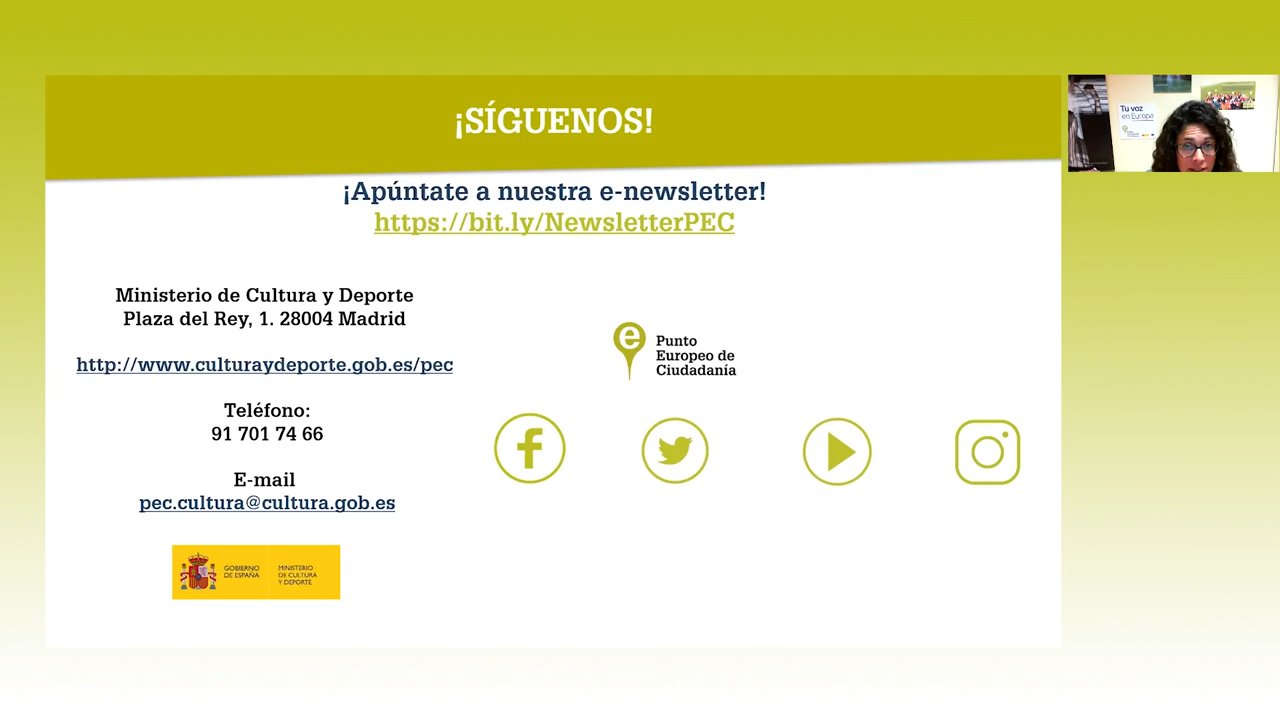 ¡SÍGUENOS!
¡Apúntate a nuestra e-newsletter!
https://bit.ly/NewsletterPEC
Ministerio de Cultura y Deporte
Plaza del Rey, 1. 28004 Madrid
http://www.culturaydeporte.gob.es/pec
Teléfono:
91 701 74 66
E-mail
pec.cultura@cultura.gob.es
GOBIERNO
DE ESPAÑA
MINISTERIO
DE CULTURA
Y DEPORTE
e
Punto
Europeo de
Ciudadanía
Tu voz
en Europa